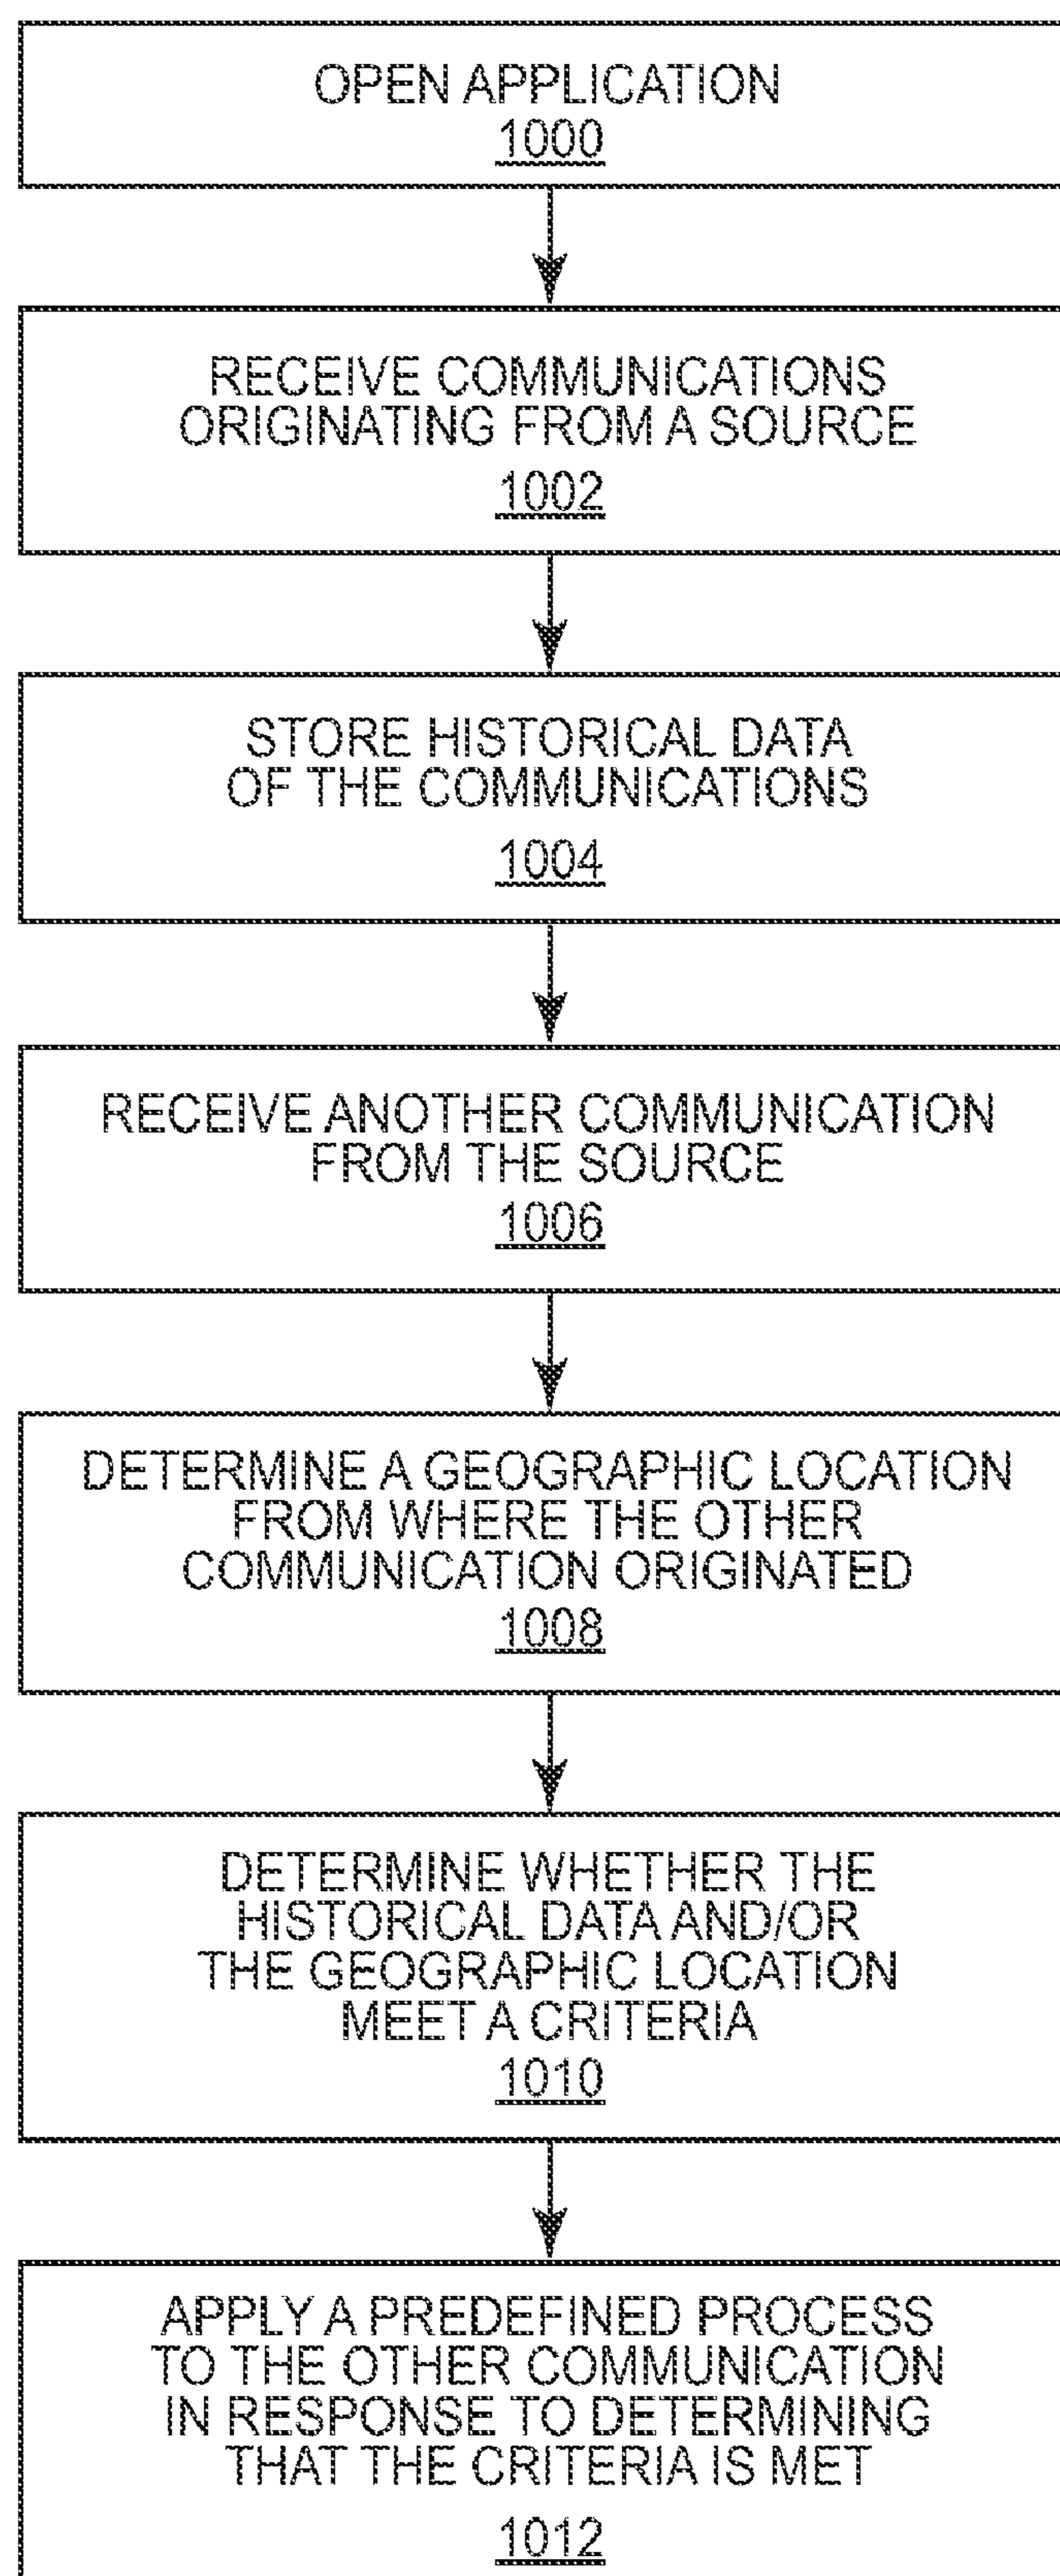 OPEN APPLICATION
1000
RECEIVE COMMUNICATIONS
ORIGINATING FROM A SOURCE
1002
STORE HISTORICAL DATA
OF THE COMMUNICATIONS
1004
RECEIVE ANOTHER COMMUNICATION
FROM THE SOURCE
1006
DETERMINE A GEOGRAPHIC LOCATION
FROM WHERE THE OTHER
COMMUNICATION ORIGINATED
1008
DETERMINE WHETHER THE
HISTORICAL DATA AND/OR
THE GEOGRAPHIC LOCATION
MEET A CRITERIA
1010
APPLY A PREDEFINED PROCESS
TO THE OTHER COMMUNICATION
IN RESPONSE TO DETERMINING
THAT THE CRITERIA IS MET
1012